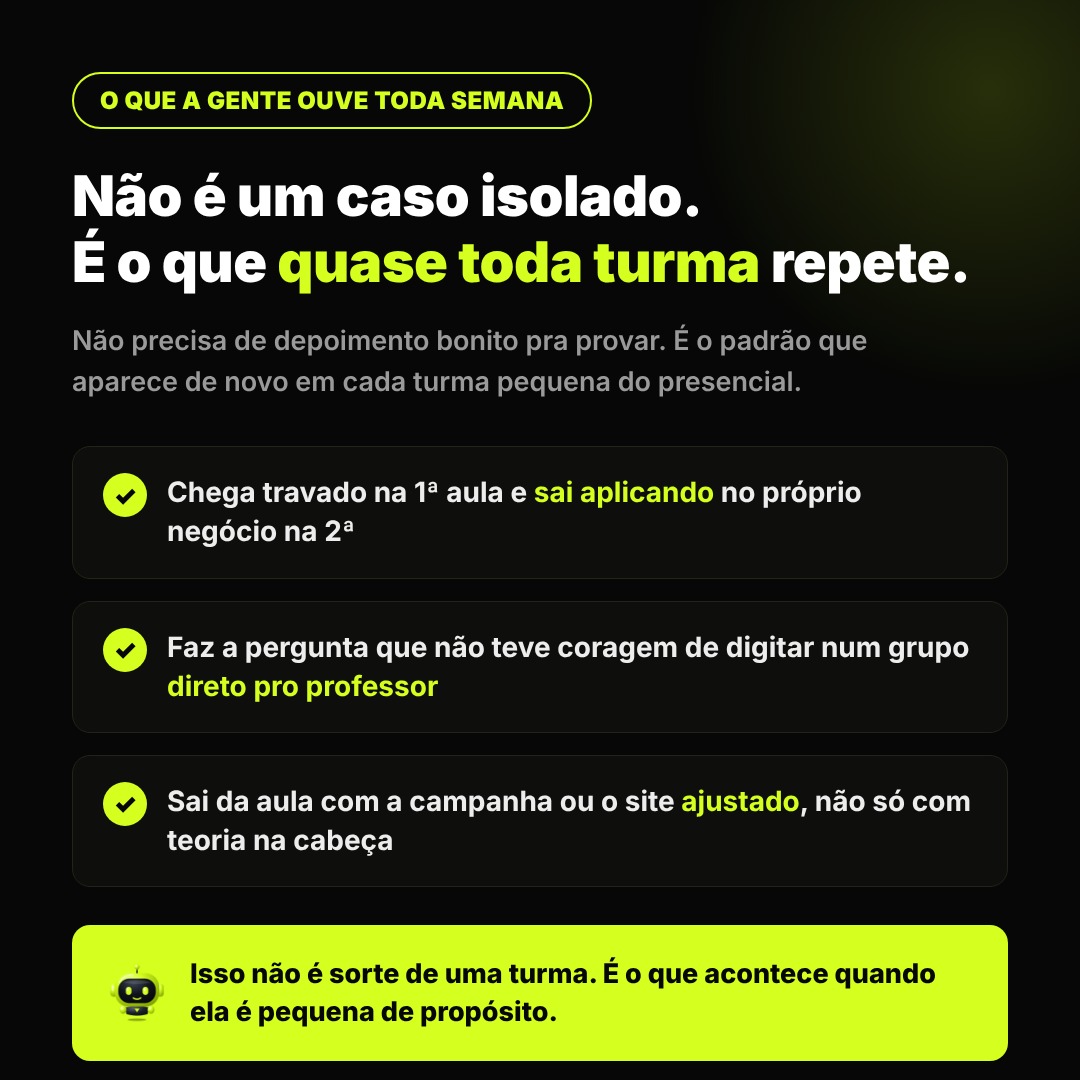 O QUE A GENTE OUVE TODA SEMANA
Não é um caso isolado.
É o que quase toda turma repete.
Não precisa de depoimento bonito pra provar. É o padrão que
aparece de novo em cada turma pequena do presencial.
Chega travado na 1ª aula e sai aplicando no próprio
negócio na 2ª
Faz a pergunta que não teve coragem de digitar num grupo
direto pro professor
Sai da aula com a campanha ou o site ajustado, não só com
teoria na cabeça
Isso não é sorte de uma turma. É o que acontece quando
ela é pequena de propósito.